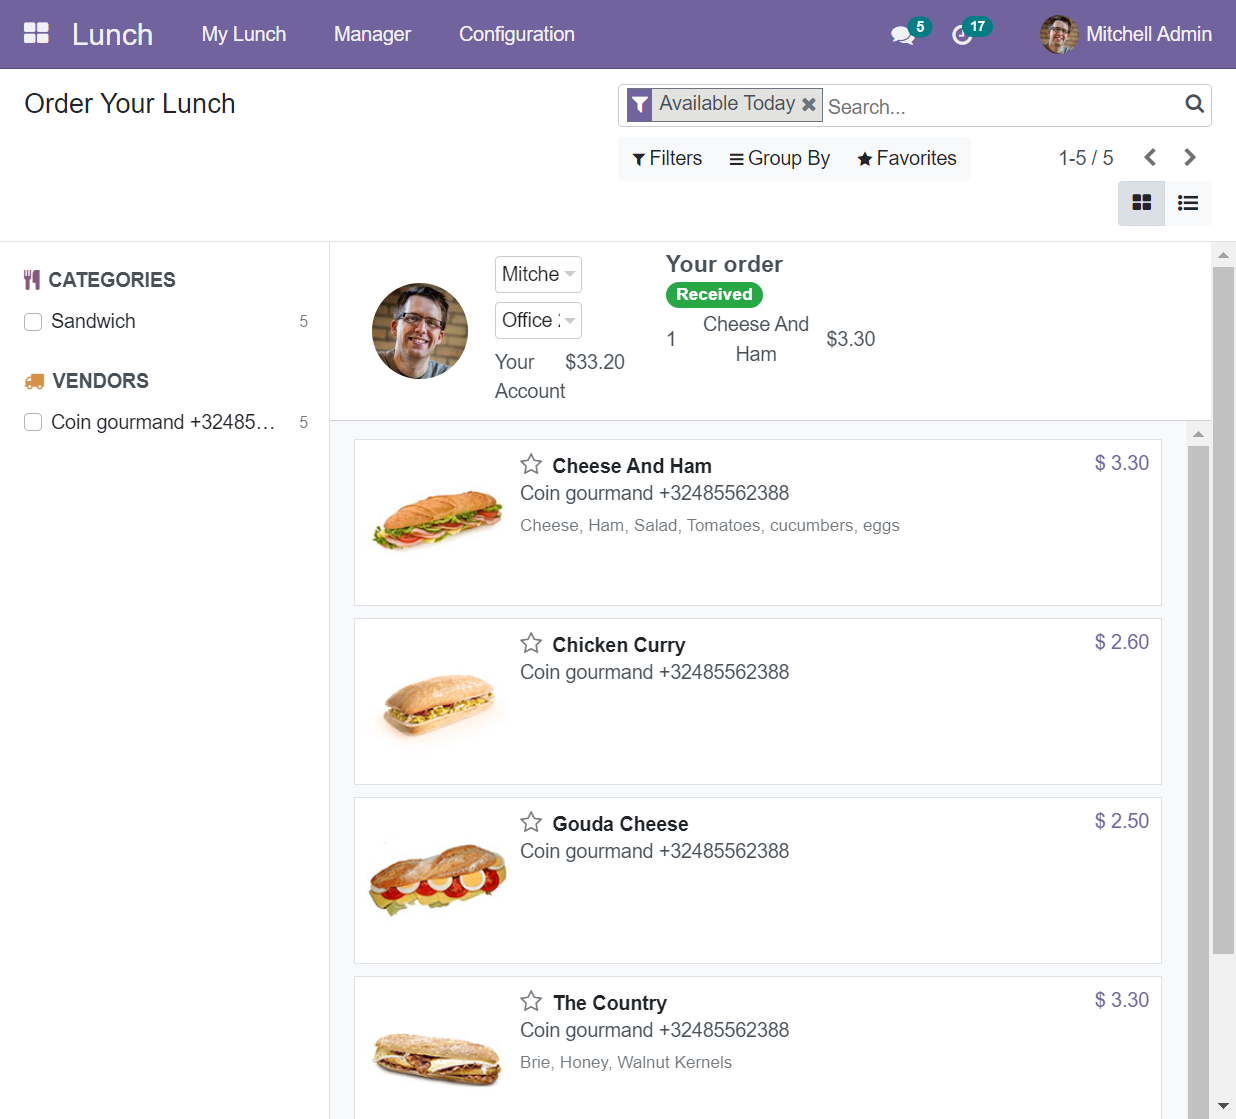 Lunch My Lunch Manager Configuration 5 17 Mitchell Admin
Order Your Lunch
Available Today Search...
Filters Group By Favorites 1-5 / 5
CATEGORIES
Sandwich 5
VENDORS
Coin gourmand +32485... 5
Mitche
Office
Your Account $33.20
Your order
Received
1 Cheese And Ham $3.30
Cheese And Ham $ 3.30
Coin gourmand +32485562388
Cheese, Ham, Salad, Tomatoes, cucumbers, eggs
Chicken Curry $ 2.60
Coin gourmand +32485562388
Gouda Cheese $ 2.50
Coin gourmand +32485562388
The Country $ 3.30
Coin gourmand +32485562388
Brie, Honey, Walnut Kernels